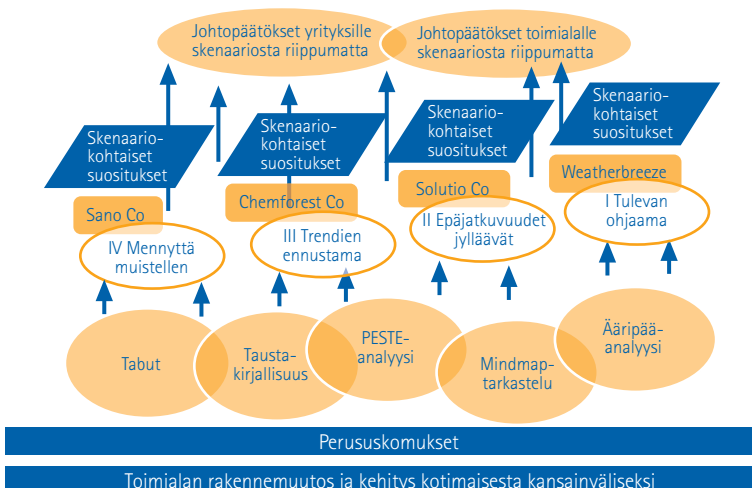 Johtopäätökset yrityksille
skenaariosta riippumatta
Johtopäätökset toimialalle
skenaariosta riippumatta
Skenaario-
kohtaiset
suositukset
Skenaario-
kohtaiset
suositukset
Skenaario-
kohtaiset
suositukset
Skenaario-
kohtaiset
suositukset
Sano Co
Chemforest Co
Solutio Co
Weatherbreeze
IV Mennyttä
muistellen
III Trendien
ennustama
II Epäjatkuvuudet
jylläävät
I Tulevan
ohjaama
Tabut
Tausta-
kirjallisuus
PESTE-
analyysi
Mindmap-
tarkastelu
Ääripää-
analyysi
Perususkomukset
Toimialan rakennemuutos ja kehitys kotimaisesta kansainväliseksi